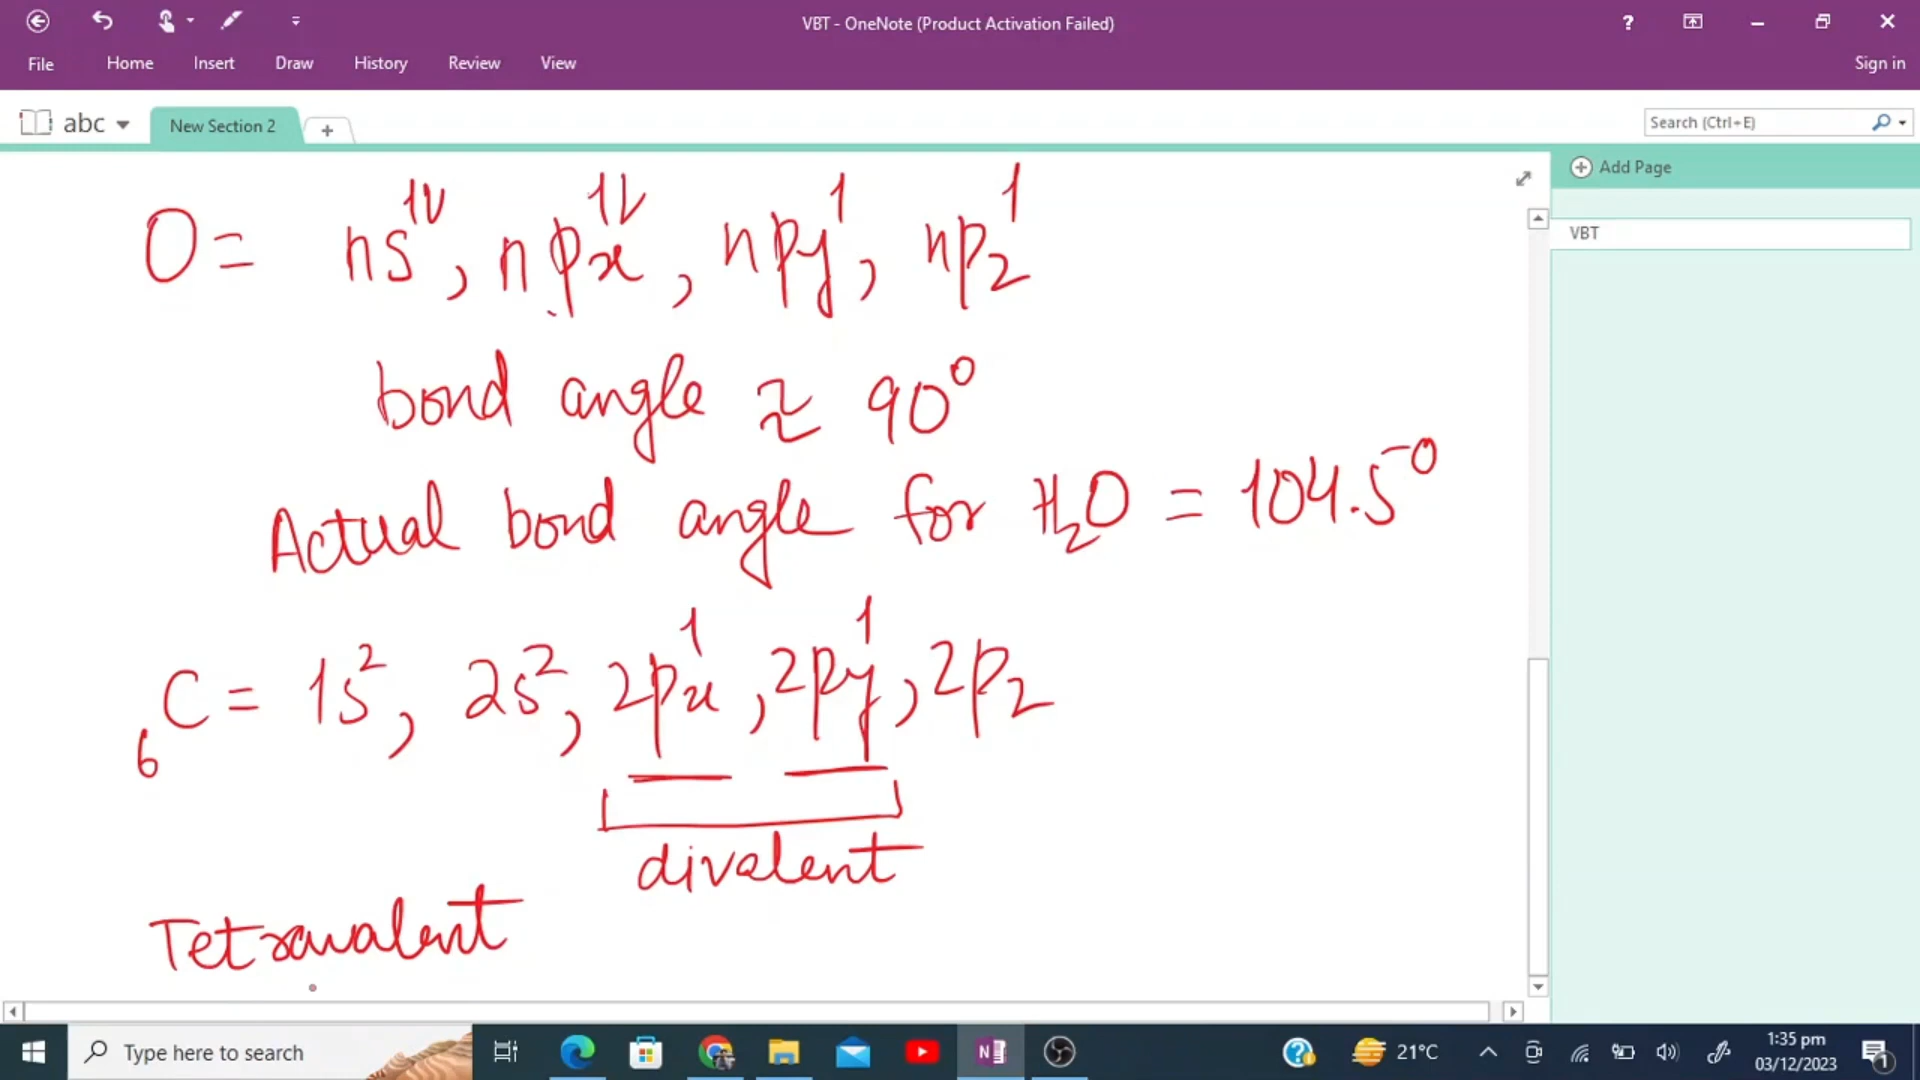 VBT - OneNote (Product Activation Failed)
?
File Home Insert Draw History Review View
Sign in
abc
New Section 2
+
Search (Ctrl+E)
Add Page
VBT
O = ns¹⥮, npx¹⥮, npy¹, npz¹
bond angle ≈ 90°
Actual bond angle for H₂O = 104.5°
₆C = 1s², 2s², 2px¹, 2py¹, 2pz
divalent
Tetravalent
Type here to search
N
21°C
1:35 pm
03/12/2023
1